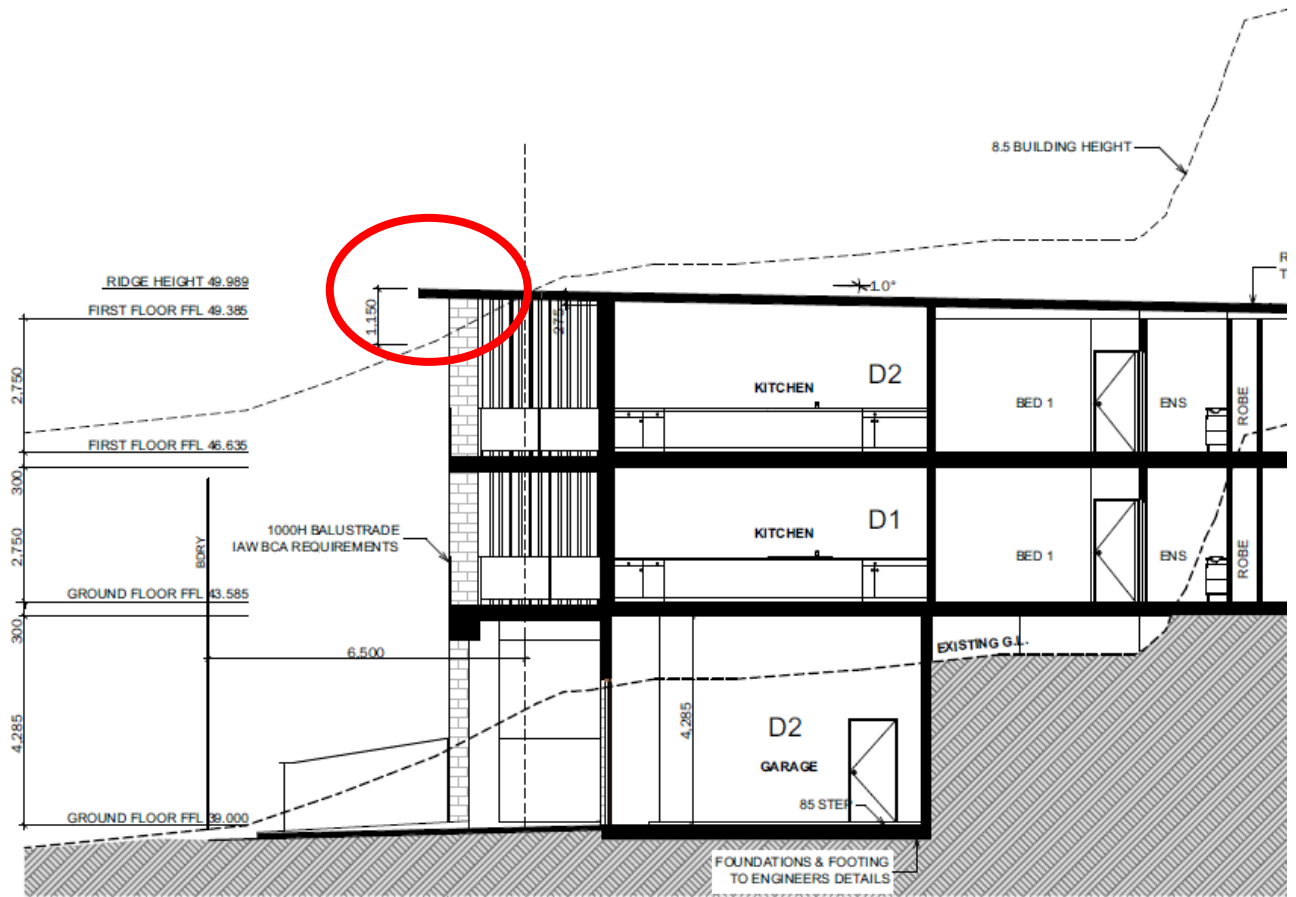 8.5 BUILDING HEIGHT
RIDGE HEIGHT 49.989
FIRST FLOOR FFL 49.385
1,150
275
1.0°
R
T
2,750
KITCHEN
D2
BED 1
ENS
ROBE
FIRST FLOOR FFL 46.635
300
1000H BALUSTRADE
IAW BCA REQUIREMENTS
KITCHEN
D1
2,750
BDRY
BED 1
ENS
ROBE
GROUND FLOOR FFL 43.585
300
6,500
EXISTING G.L.
4,285
4,285
D2
GARAGE
85 STEP
GROUND FLOOR FFL 39.000
FOUNDATIONS & FOOTING
TO ENGINEERS DETAILS